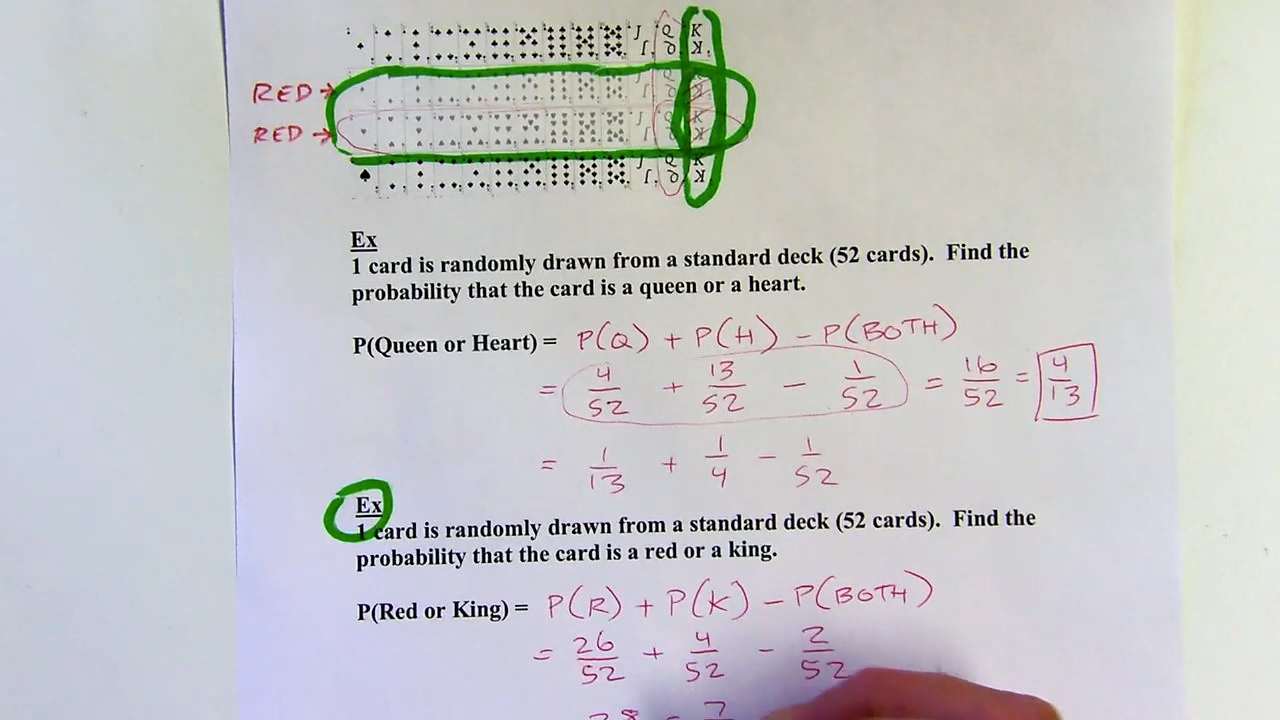 J Q K
J Q K
RED →
J Q K
J Q K
RED →
J Q K
J Q K
J Q K
J Q K
Ex
1 card is randomly drawn from a standard deck (52 cards). Find the
probability that the card is a queen or a heart.
P(Queen or Heart) = P(Q) + P(H) - P(BOTH)
= 4/52 + 13/52 - 1/52 = 16/52 = 4/13
= 1/13 + 1/4 - 1/52
Ex
1 card is randomly drawn from a standard deck (52 cards). Find the
probability that the card is a red or a king.
P(Red or King) = P(R) + P(K) - P(BOTH)
= 26/52 + 4/52 - 2/52
28 = 7